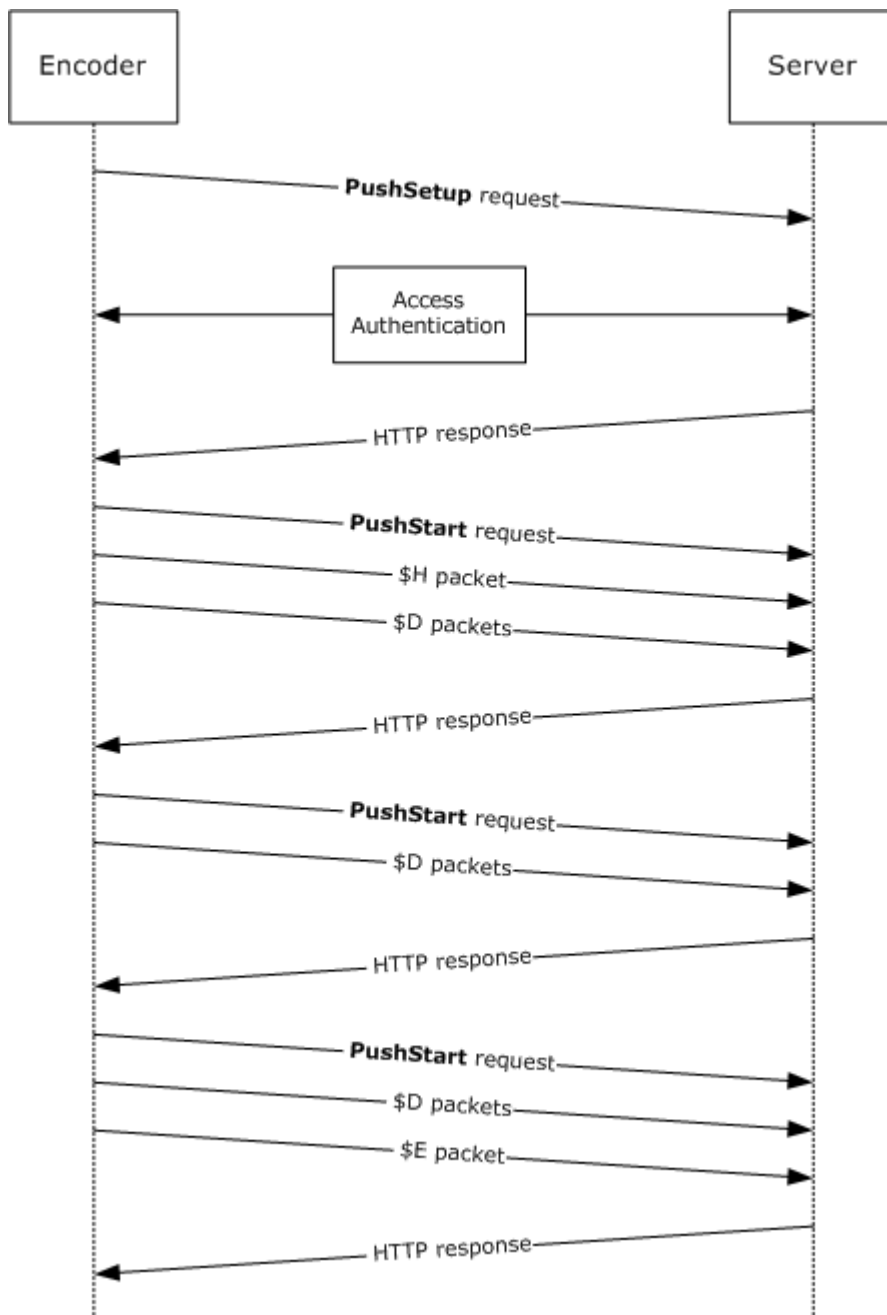 Encoder
Server
PushSetup request
Access
Authentication
HTTP response
PushStart request
$H packet
$D packets
HTTP response
PushStart request
$D packets
HTTP response
PushStart request
$D packets
$E packet
HTTP response